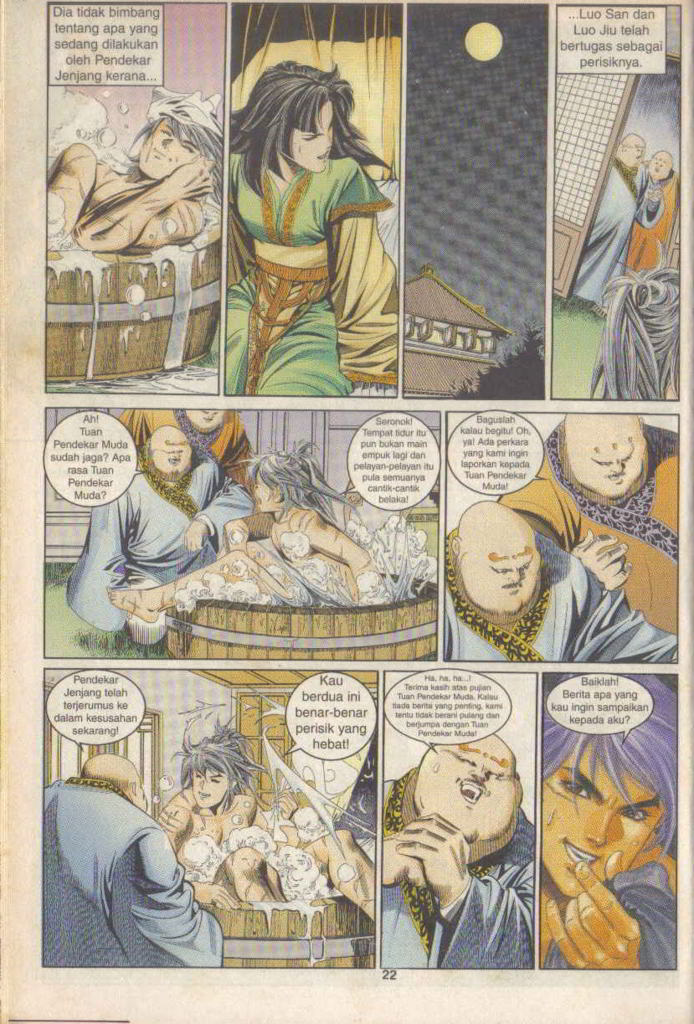 Dia tidak bimbang
tentang apa yang
sedang dilakukan
oleh Pendekar
Jenjang kerana...
...Luo San dan
Luo Jiu telah
bertugas sebagai
perisiknya.
Ah!
Tuan
Pendekar Muda
sudah jaga? Apa
rasa Tuan
Pendekar
Muda?
Seronok!
Tempat tidur itu
pun bukan main
empuk lagi dan
pelayan-pelayan itu
pula semuanya
cantik-cantik
belaka!
Baguslah
kalau begitu! Oh,
ya! Ada perkara
yang kami ingin
laporkan kepada
Tuan Pendekar
Muda!
Pendekar
Jenjang telah
terjerumus ke
dalam kesusahan
sekarang!
Kau
berdua ini
benar-benar
perisik yang
hebat!
Ha, ha, ha...!
Terima kasih atas pujian
Tuan Pendekar Muda. Kalau
tiada berita yang penting, kami
tentu tidak berani pulang dan
berjumpa dengan Tuan
Pendekar Muda!
Baiklah!
Berita apa yang
kau ingin sampaikan
kepada aku?
22